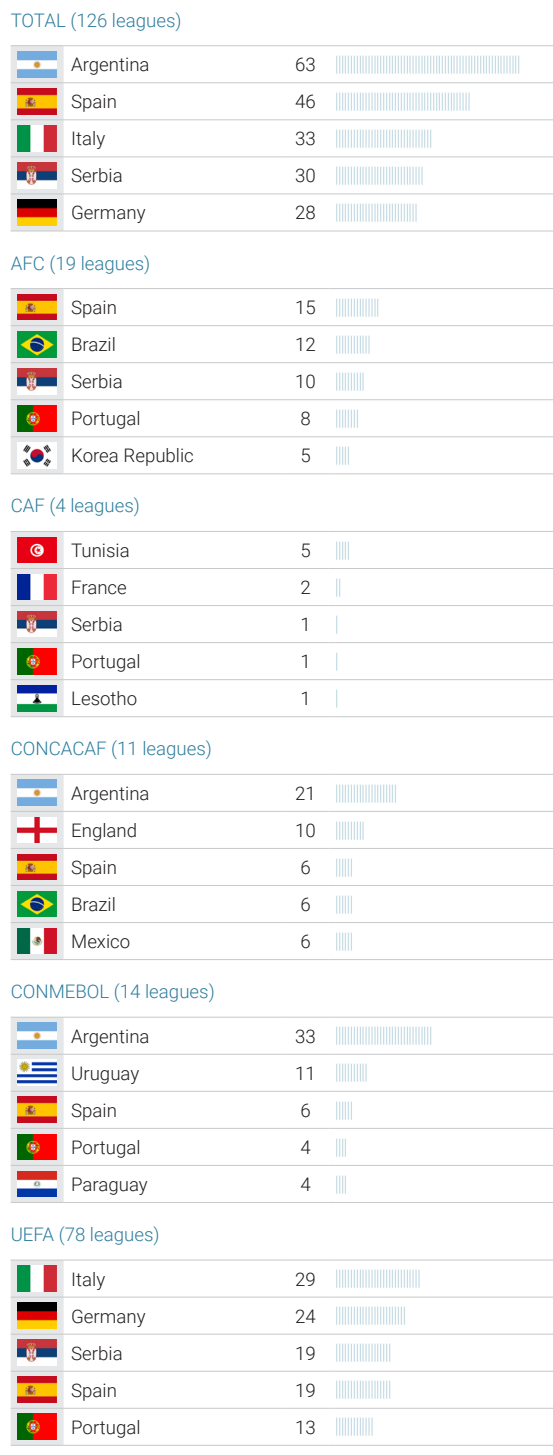 TOTAL (126 leagues)
Argentina 63
Spain 46
Italy 33
Serbia 30
Germany 28
AFC (19 leagues)
Spain 15
Brazil 12
Serbia 10
Portugal 8
Korea Republic 5
CAF (4 leagues)
Tunisia 5
France 2
Serbia 1
Portugal 1
Lesotho 1
CONCACAF (11 leagues)
Argentina 21
England 10
Spain 6
Brazil 6
Mexico 6
CONMEBOL (14 leagues)
Argentina 33
Uruguay 11
Spain 6
Portugal 4
Paraguay 4
UEFA (78 leagues)
Italy 29
Germany 24
Serbia 19
Spain 19
Portugal 13